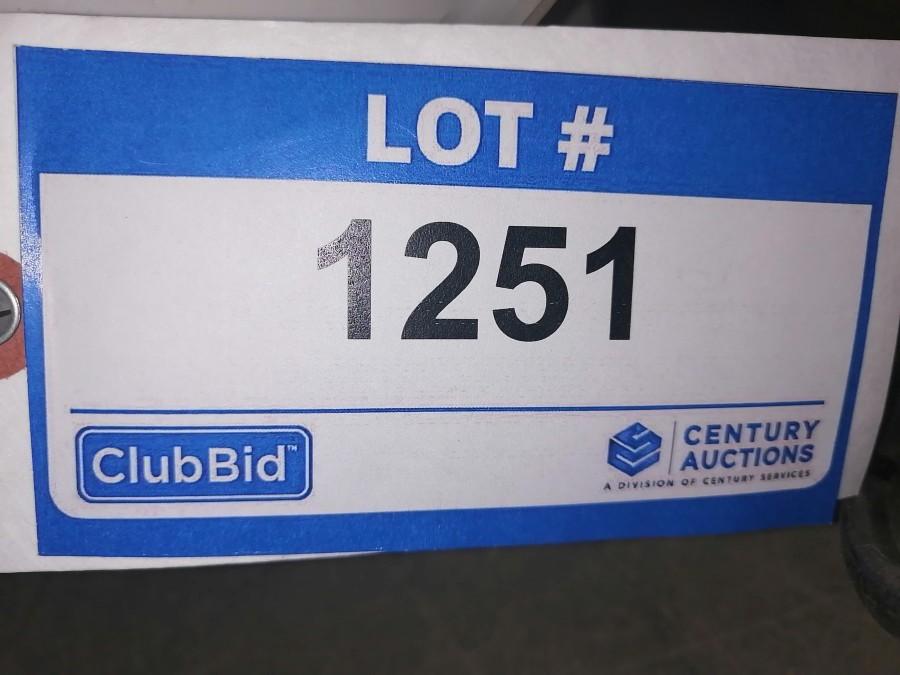 LOT #
1251
ClubBid™
CENTURY
AUCTIONS
A DIVISION OF CENTURY SERVICES